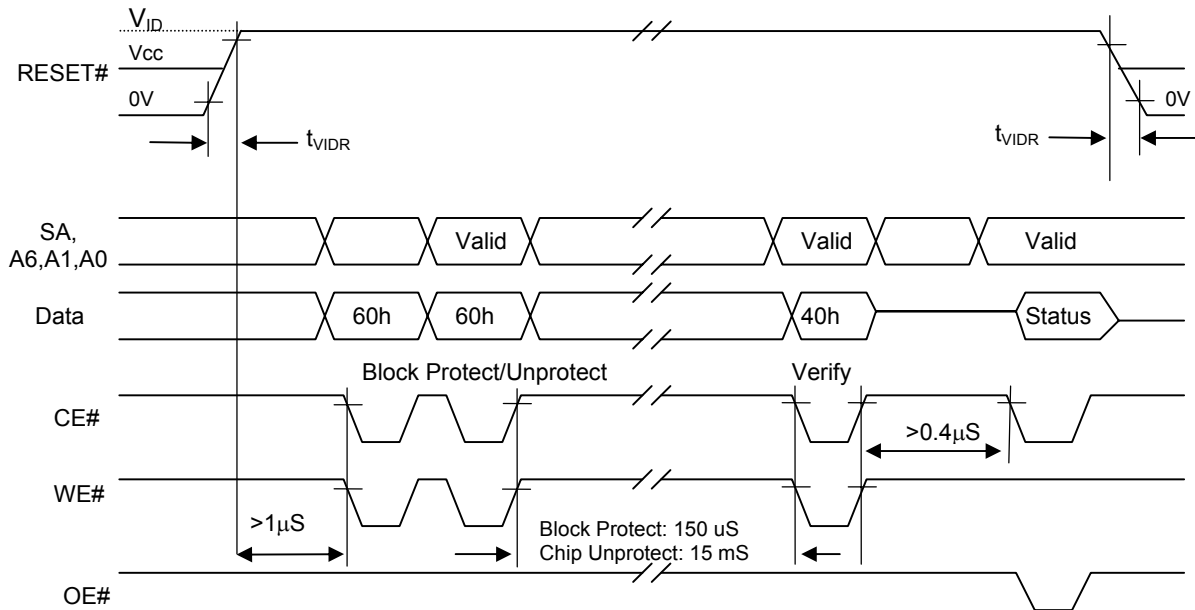 VID
Vcc
RESET#
0V
0V
tVIDR
tVIDR
SA,
A6,A1,A0
Valid
Valid
Valid
Data
60h
60h
40h
Status
Block Protect/Unprotect
Verify
CE#
>0.4μS
WE#
>1μS
Block Protect: 150 uS
Chip Unprotect: 15 mS
OE#